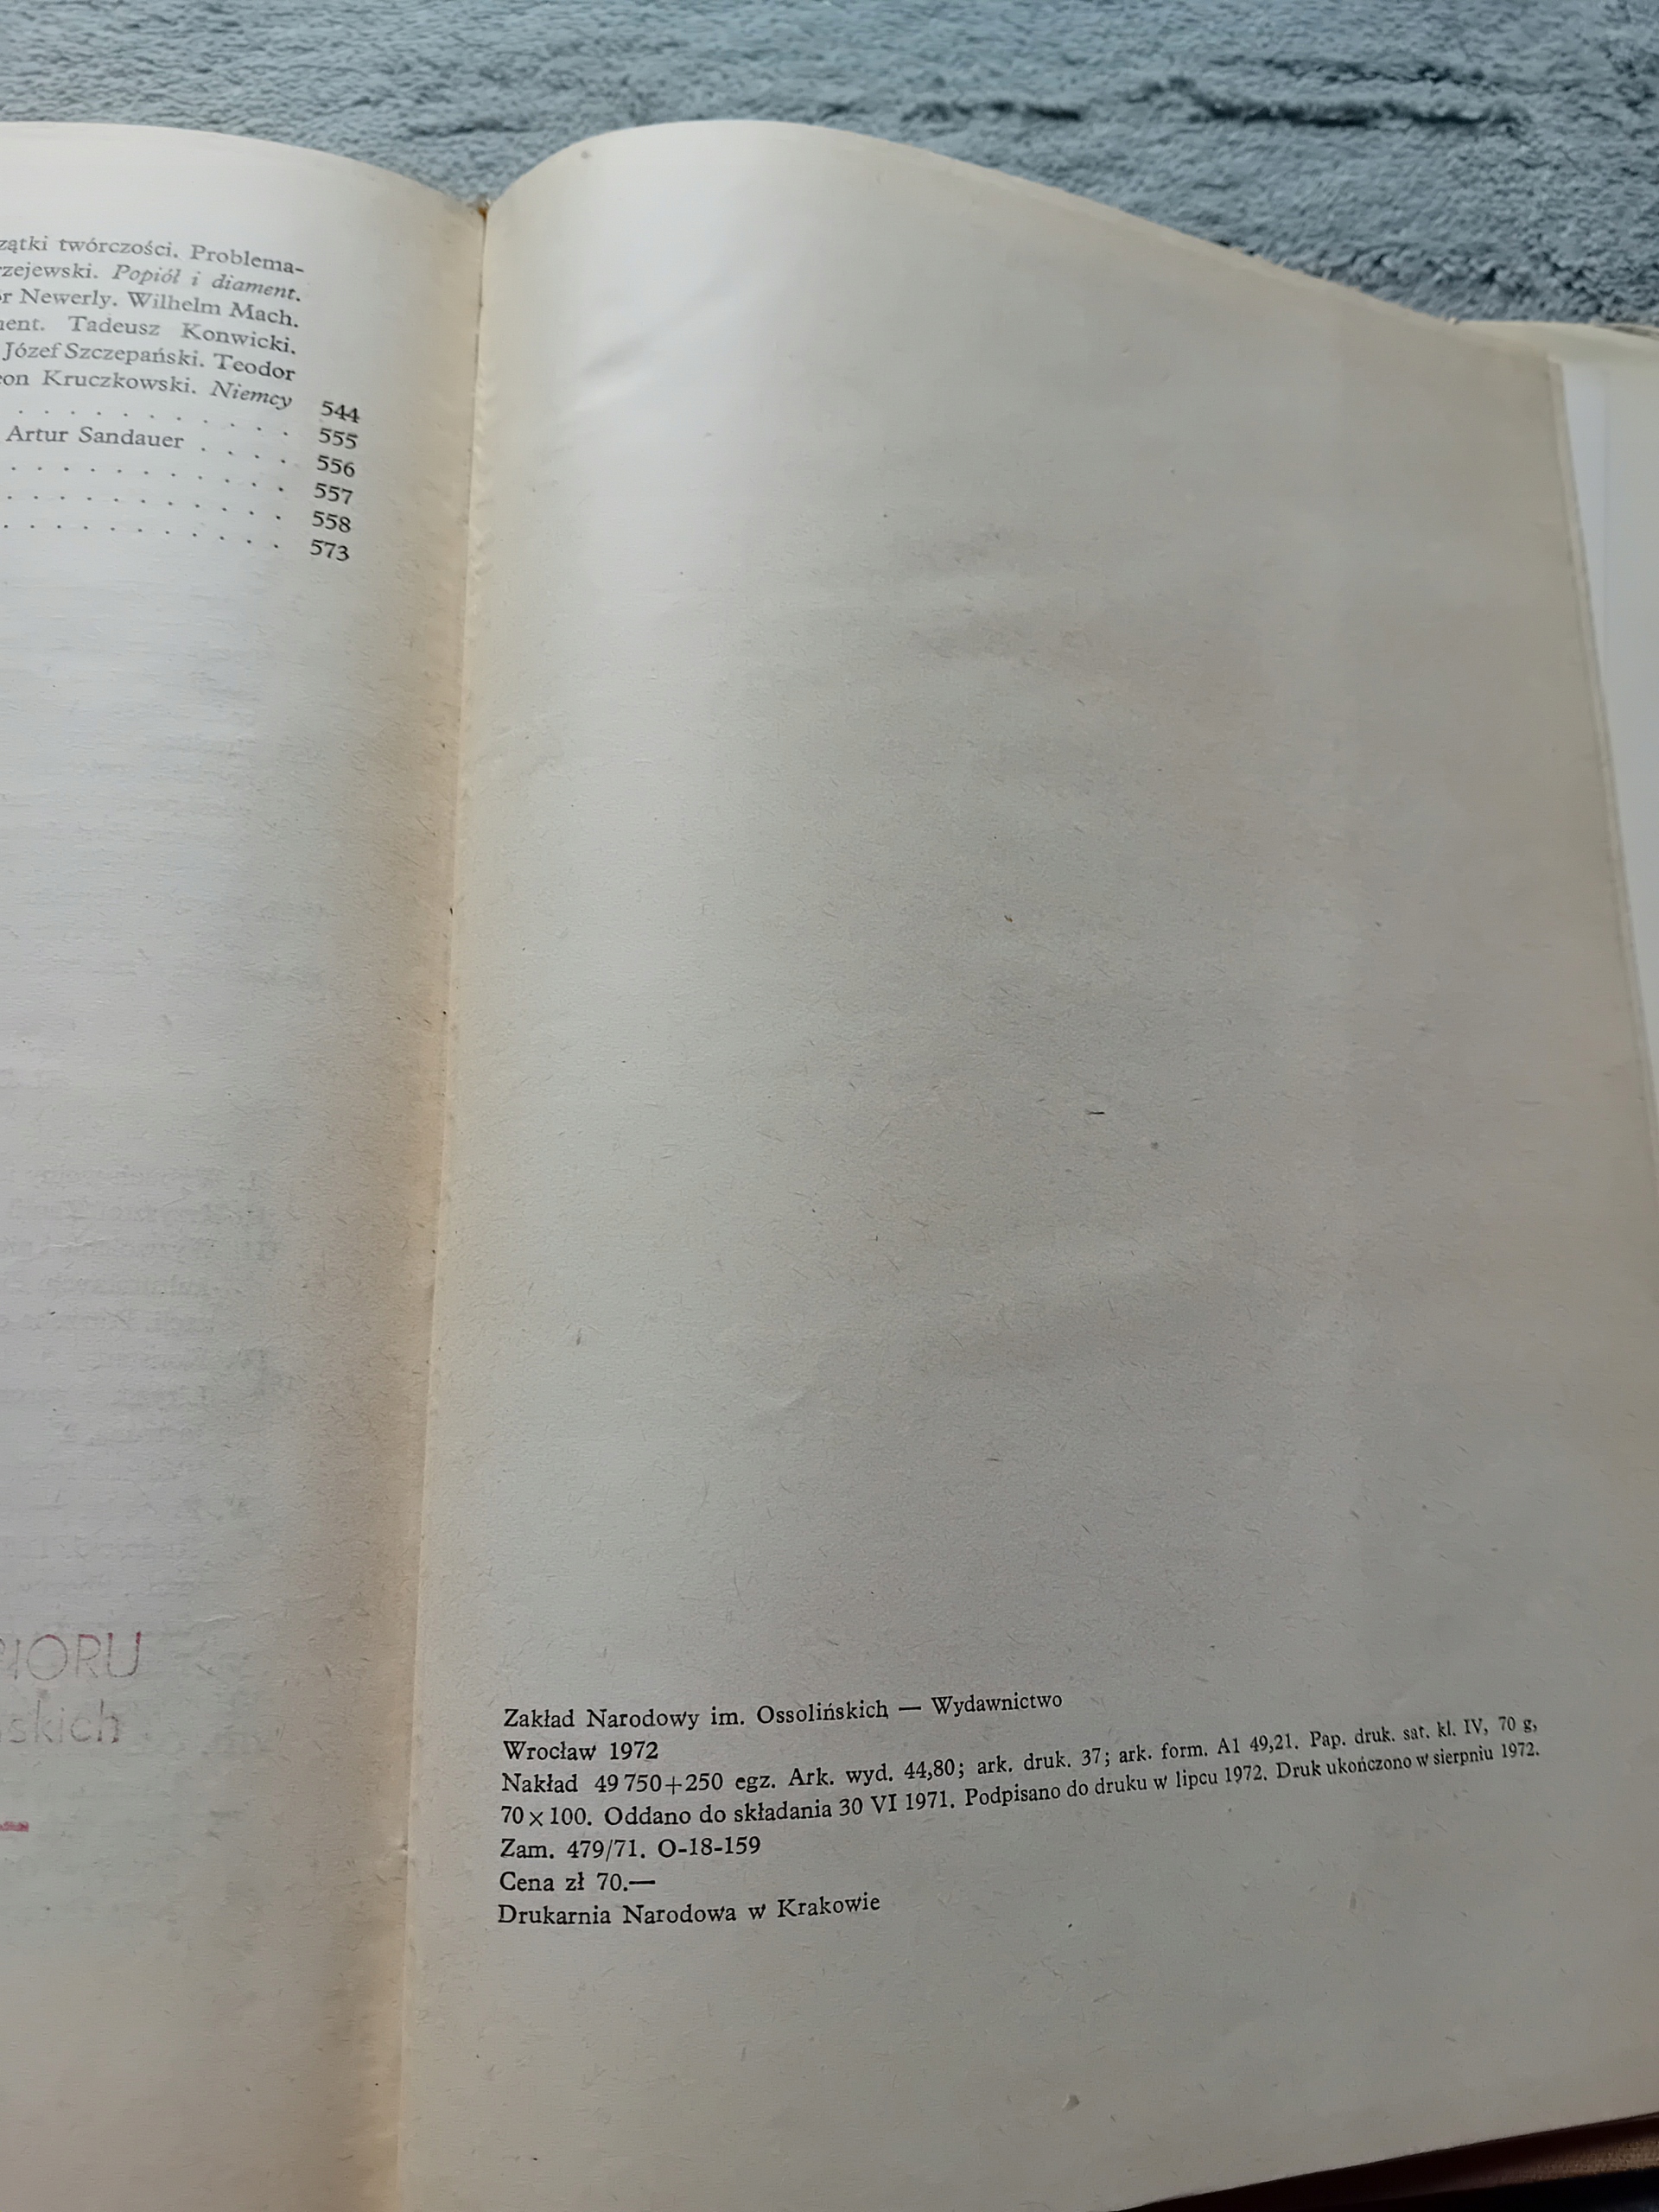 twórczości. Problema-
Popiół i diament.
Newerly. Wilhelm Mach.
Tadeusz Konwicki.
Józef Szczepański. Teodor
Kruczkowski. Niemcy 544
. . . . . . . . . . . 555
Artur Sandauer . . . . 556
. . . . . . . . . . . 557
. . . . . . . . . . . 558
. . . . . . . . . . . 573
Zakład Narodowy im. Ossolińskich — Wydawnictwo
Wrocław 1972
Nakład 49 750+250 egz. Ark. wyd. 44,80; ark. druk. 37; ark. form. A1 49,21. Pap. druk. sat. kl. IV, 70 g,
70×100. Oddano do składania 30 VI 1971. Podpisano do druku w lipcu 1972. Druk ukończono w sierpniu 1972.
Zam. 479/71. O-18-159
Cena zł 70.—
Drukarnia Narodowa w Krakowie